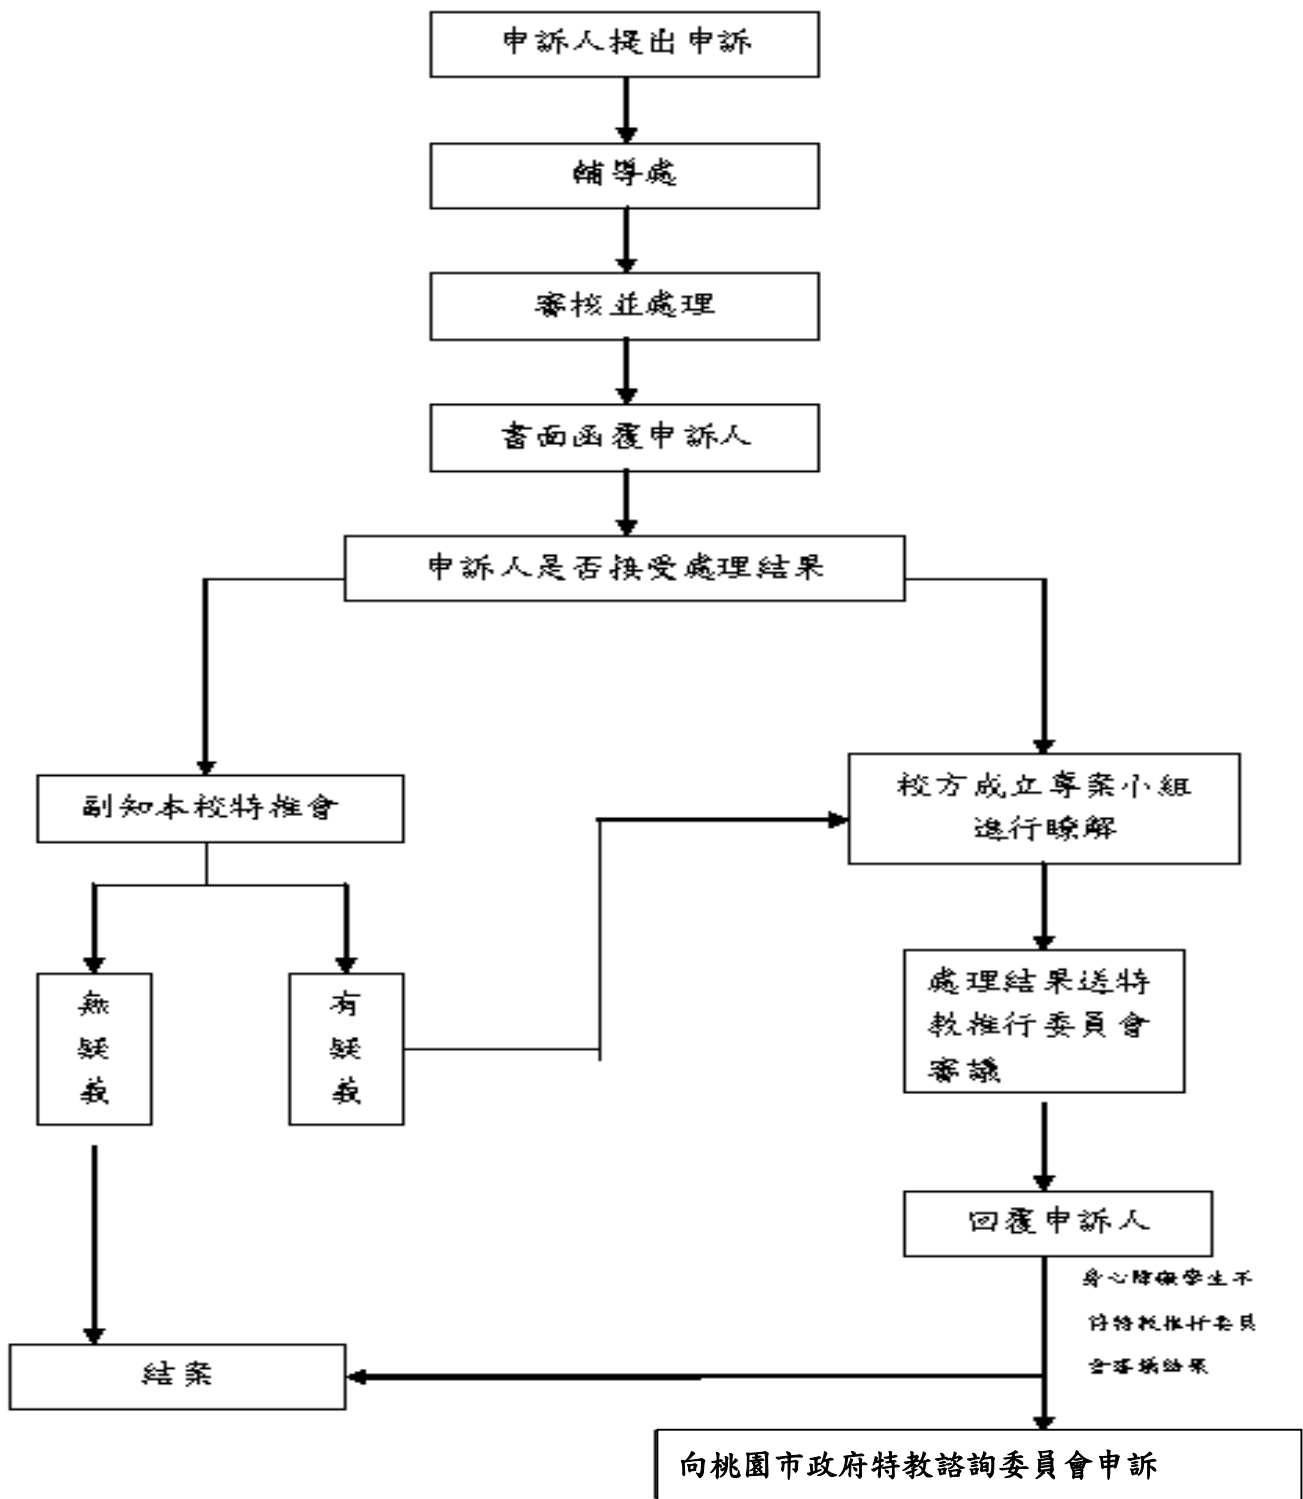 申訴人提出申訴
輔導處
審核並處理
書面函覆申訴人
申訴人是否接受處理結果
副知本校特推會
校方成立專案小組
進行瞭解
無
疑
義
有
疑
義
處理結果送特
教推行委員會
審議
回覆申訴人
身心障礙學生不
符特教推行委員
會審議結果
結案
向桃園市政府特教諮詢委員會申訴